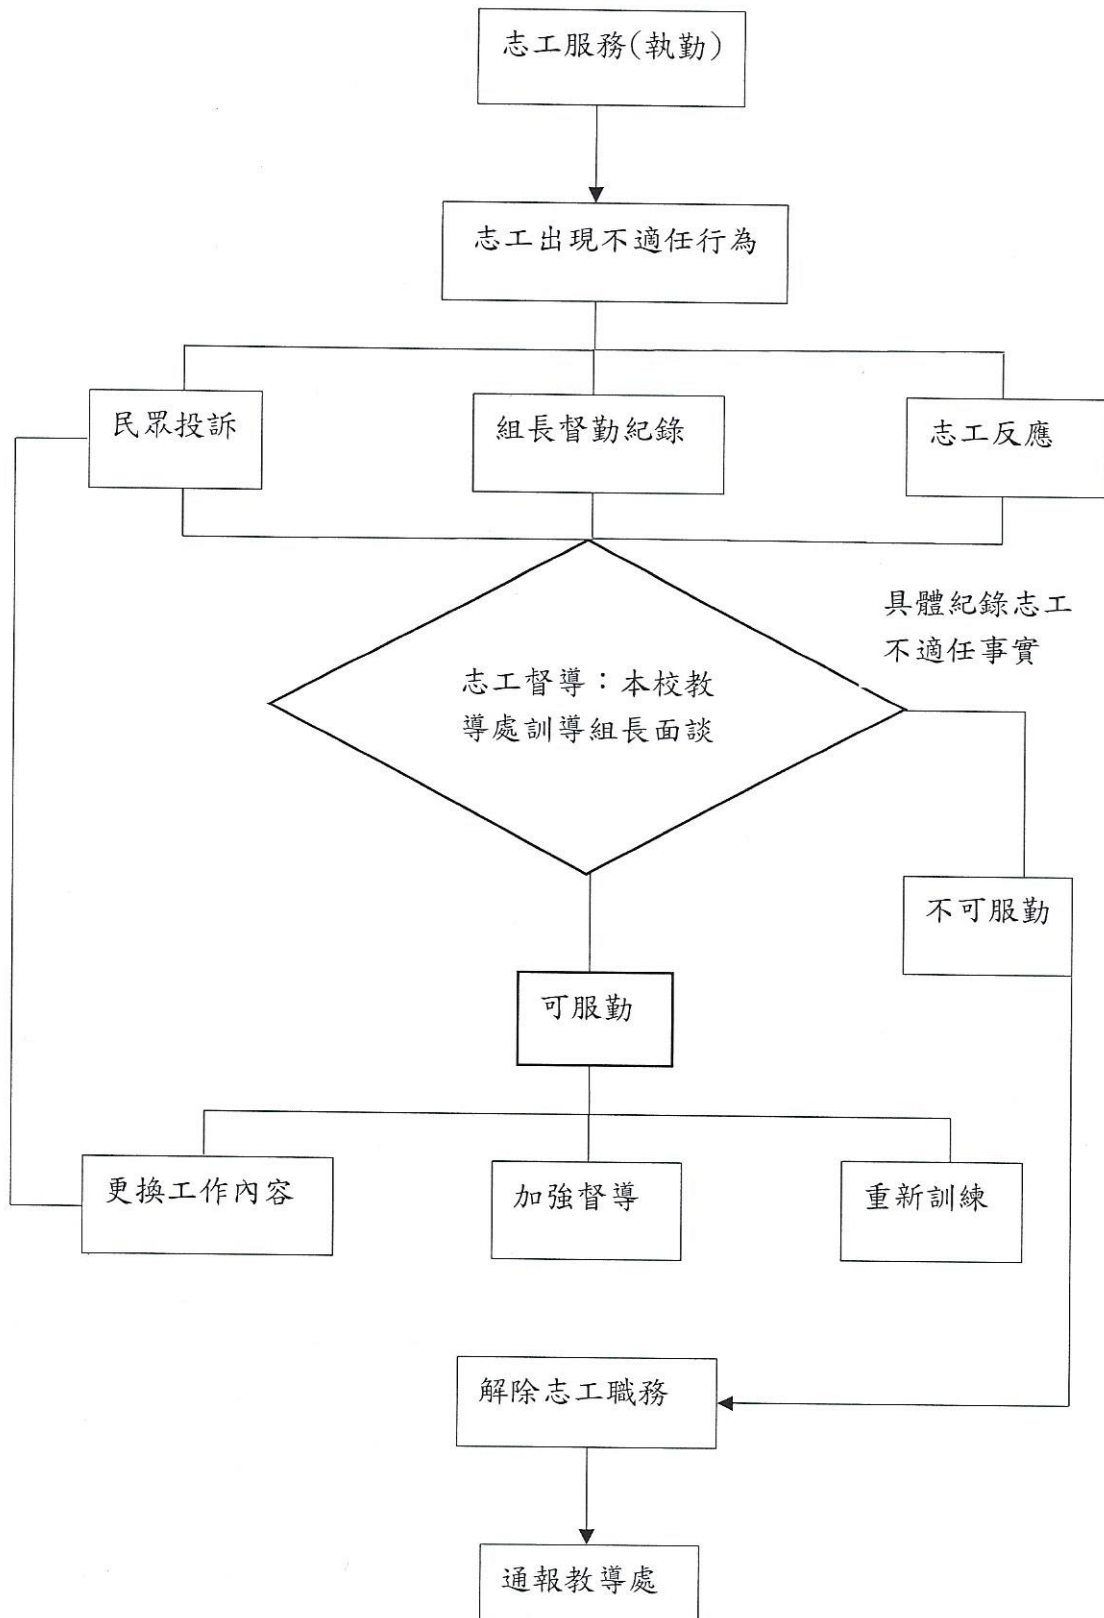 志工服務(執勤)
志工出現不適任行為
民眾投訴
組長督勤紀錄
志工反應
具體紀錄志工
不適任事實
志工督導：本校教
導處訓導組長面談
不可服勤
可服勤
更換工作內容
加強督導
重新訓練
解除志工職務
通報教導處